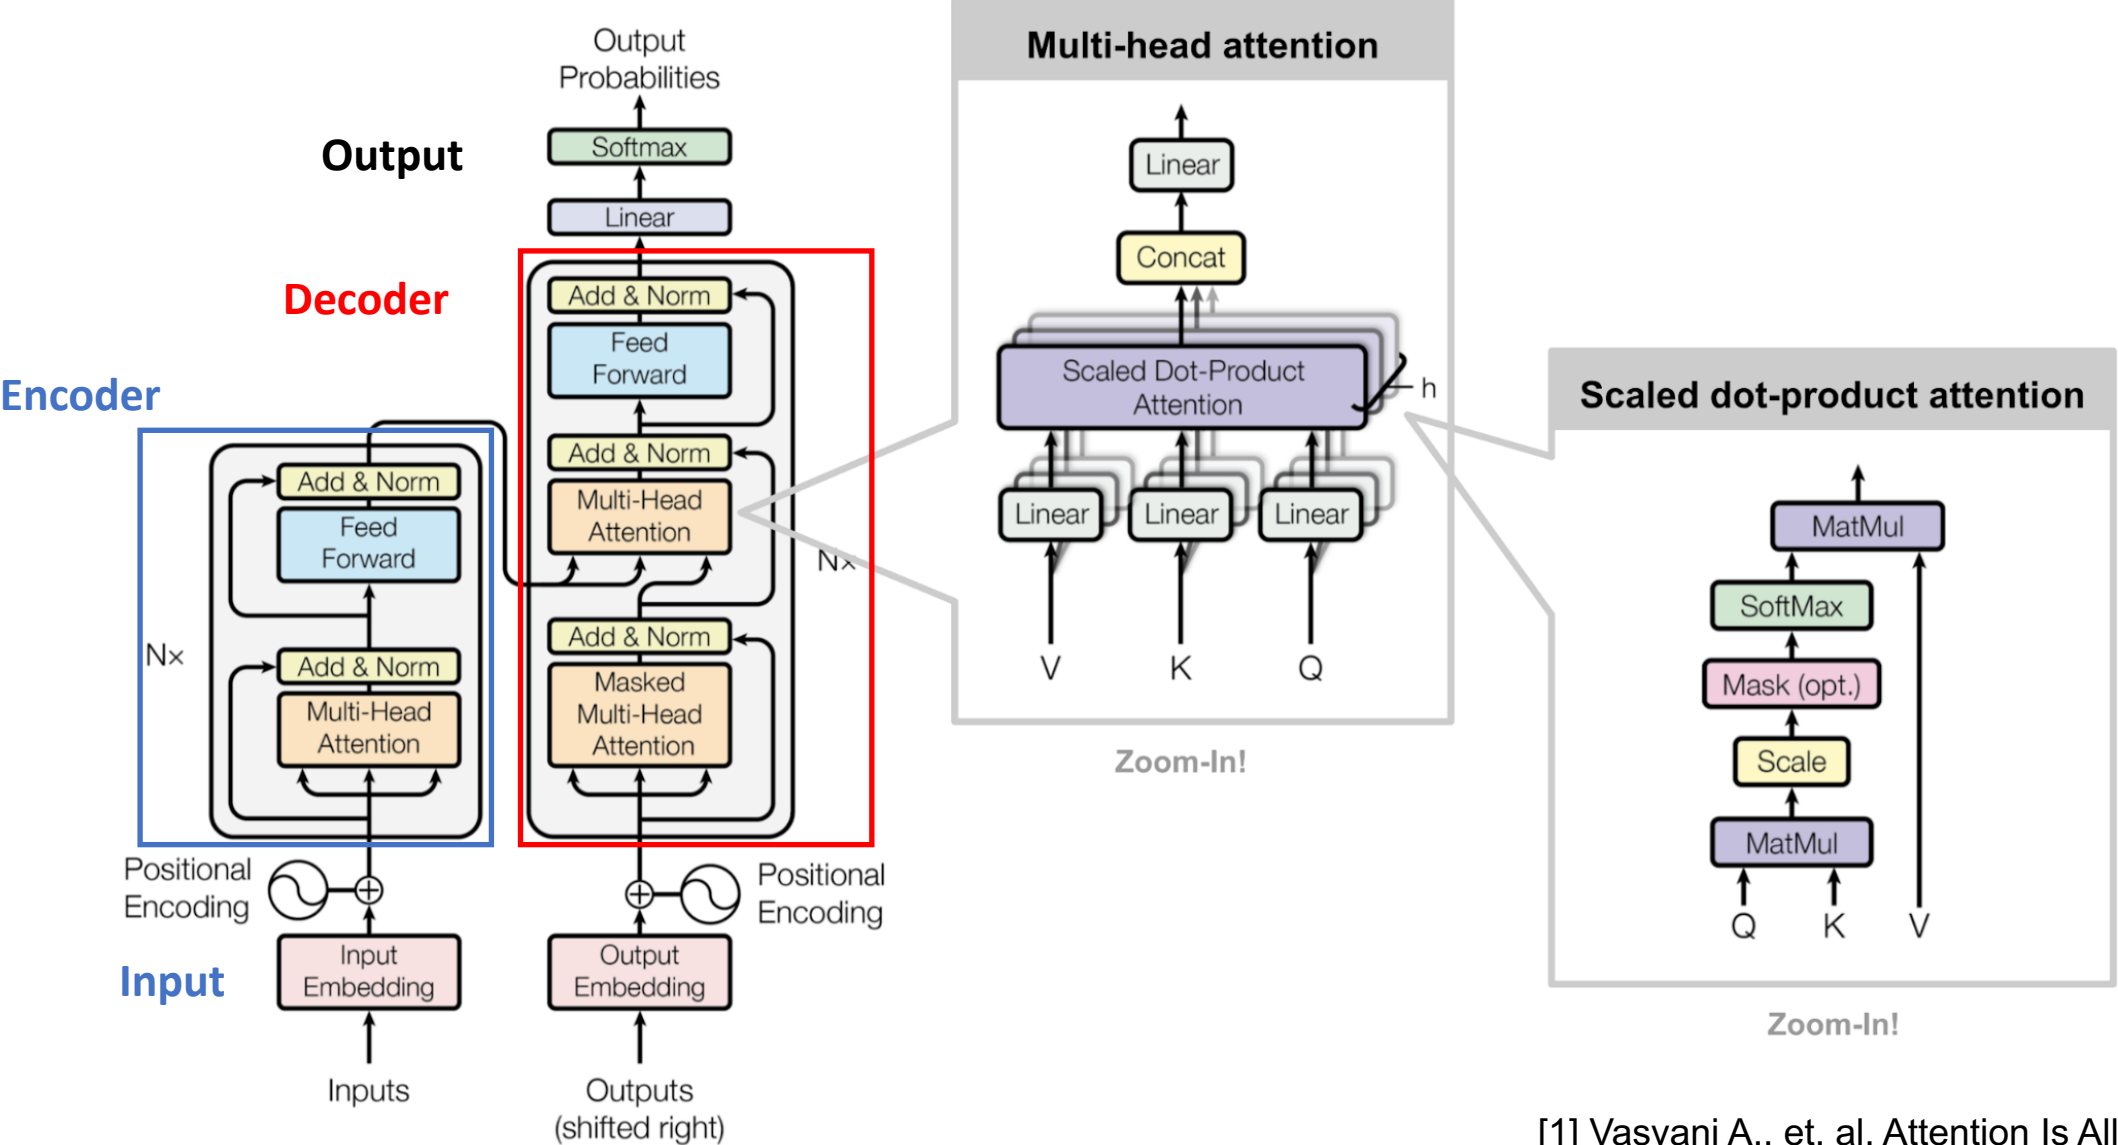 Output
Probabilities
Output
Softmax
Linear
Decoder
Add & Norm
Feed
Forward
Add & Norm
Multi-Head
Attention
Nx
Add & Norm
Masked
Multi-Head
Attention
Encoder
Add & Norm
Feed
Forward
Nx
Add & Norm
Multi-Head
Attention
Positional
Encoding
Positional
Encoding
Input
Input
Embedding
Output
Embedding
Inputs
Outputs
(shifted right)
Multi-head attention
Linear
Concat
Scaled Dot-Product
Attention
h
Linear
Linear
Linear
V
K
Q
Zoom-In!
Scaled dot-product attention
MatMul
SoftMax
Mask (opt.)
Scale
MatMul
Q
K
V
Zoom-In!
[1] Vasvani A., et. al. Attention Is All